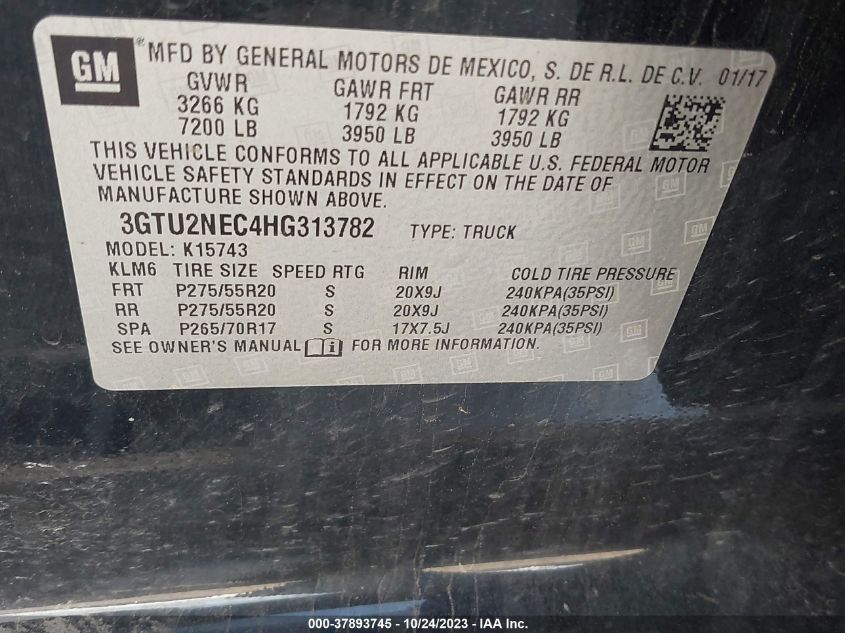 GM
MFD BY GENERAL MOTORS DE MEXICO, S. DE R.L. DE C.V. 01/17
GVWR GAWR FRT GAWR RR
3266 KG 1792 KG 1792 KG
7200 LB 3950 LB 3950 LB
THIS VEHICLE CONFORMS TO ALL APPLICABLE U.S. FEDERAL MOTOR
VEHICLE SAFETY STANDARDS IN EFFECT ON THE DATE OF
MANUFACTURE SHOWN ABOVE.
3GTU2NEC4HG313782 TYPE: TRUCK
MODEL: K15743
KLM6 TIRE SIZE SPEED RTG RIM COLD TIRE PRESSURE
FRT P275/55R20 S 20X9J 240KPA(35PSI)
RR P275/55R20 S 20X9J 240KPA(35PSI)
SPA P265/70R17 S 17X7.5J 240KPA(35PSI)
SEE OWNER'S MANUAL FOR MORE INFORMATION.
000-37893745 - 10/24/2023 - IAA Inc.